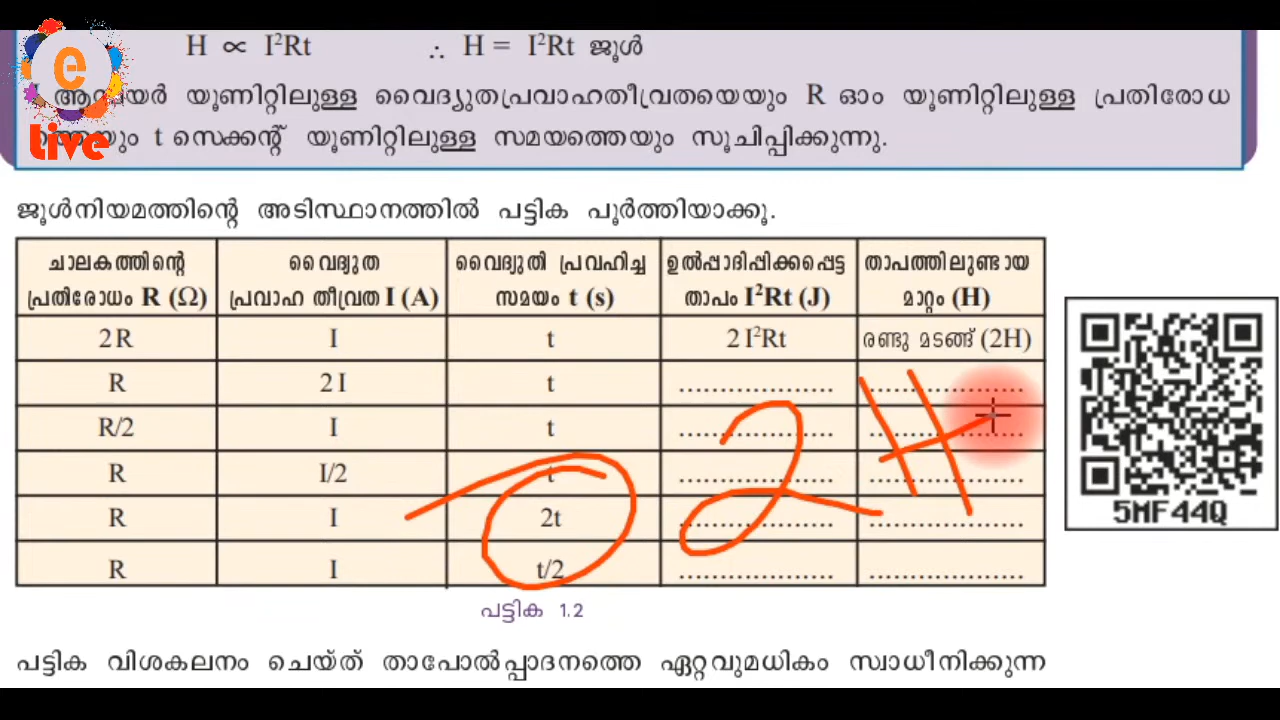 e
live
H ∝ I²Rt ∴ H = I²Rt ജൂൾ
യൂണിറ്റിലുള്ള വൈദ്യുതപ്രവാഹതീവ്രതയെയും R ഓം യൂണിറ്റിലുള്ള പ്രതിരോധ
t സെക്കന്റ് യൂണിറ്റിലുള്ള സമയത്തെയും സൂചിപ്പിക്കുന്നു.
ജൂൾനിയമത്തിന്റെ അടിസ്ഥാനത്തിൽ പട്ടിക പൂർത്തിയാക്കൂ.
ചാലകത്തിന്റെ പ്രതിരോധം R (Ω) വൈദ്യുത പ്രവാഹ തീവ്രത I (A) വൈദ്യുതി പ്രവഹിച്ച സമയം t (s) ഉൽപ്പാദിപ്പിക്കപ്പെട്ട താപം I²Rt (J) താപത്തിലുണ്ടായ മാറ്റം (H)
2R I t 2 I²Rt രണ്ടു മടങ്ങ് (2H)
R 2I t .................... ....................
R/2 I t .................... ....................
R I/2 t .................... ....................
R I 2t .................... ....................
R I t/2 .................... ....................
2H
5MF44Q
പട്ടിക 1.2
പട്ടിക വിശകലനം ചെയ്ത് താപോൽപ്പാദനത്തെ ഏറ്റവുമധികം സ്വാധീനിക്കുന്ന